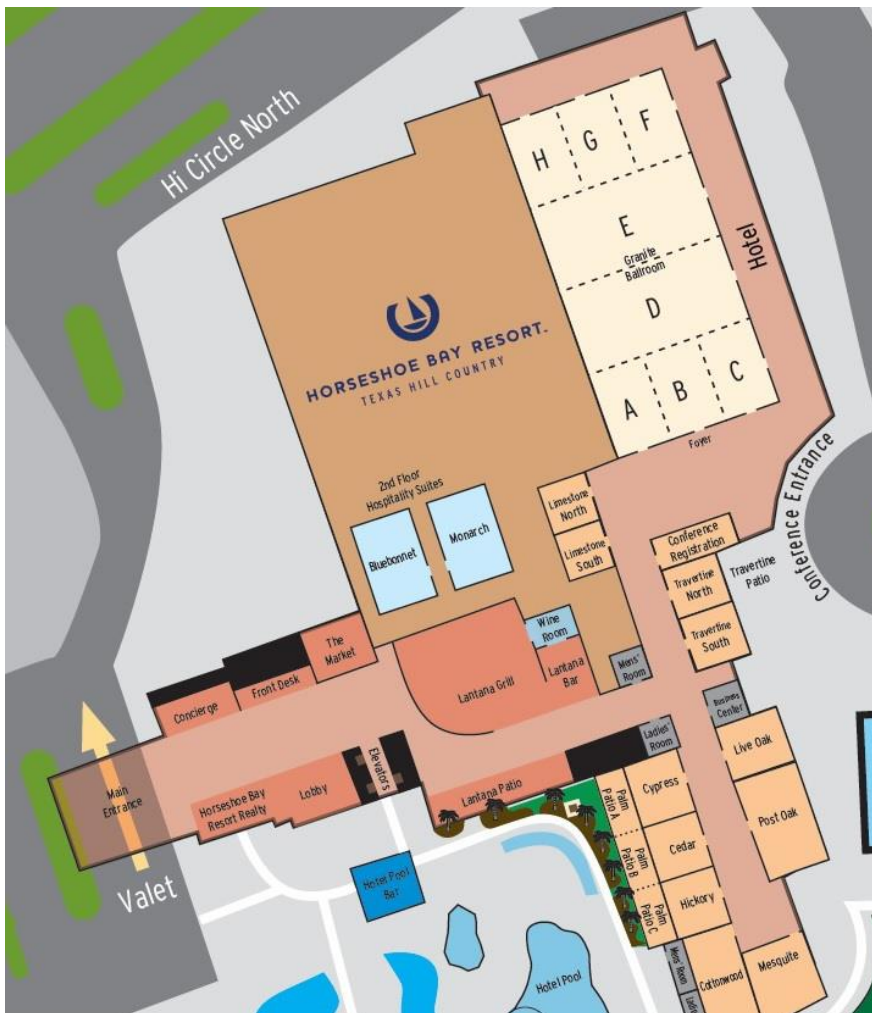 Hi Circle North
H
G
F
E
Granite
Ballroom
D
A
B
C
Hotel
Foyer
HORSESHOE BAY RESORT.
TEXAS HILL COUNTRY
2nd Floor
Hospitality Suites
Bluebonnet
Monarch
Limestone
North
Limestone
South
Conference
Registration
Travertine
North
Travertine
South
Travertine
Patio
Conference Entrance
Wine
Room
Lantana
Bar
Lantana Grill
Mens'
Room
The
Market
Front Desk
Concierge
Main
Entrance
Valet
Horseshoe Bay
Resort Realty
Lobby
Elevators
Lantana Patio
Ladies'
Room
Business
Center
Live Oak
Post Oak
Cypress
Cedar
Hickory
Palm
Patio A
Palm
Patio B
Palm
Patio C
Hotel Pool
Bar
Hotel Pool
Mens' Room
Cottonwood
Mesquite